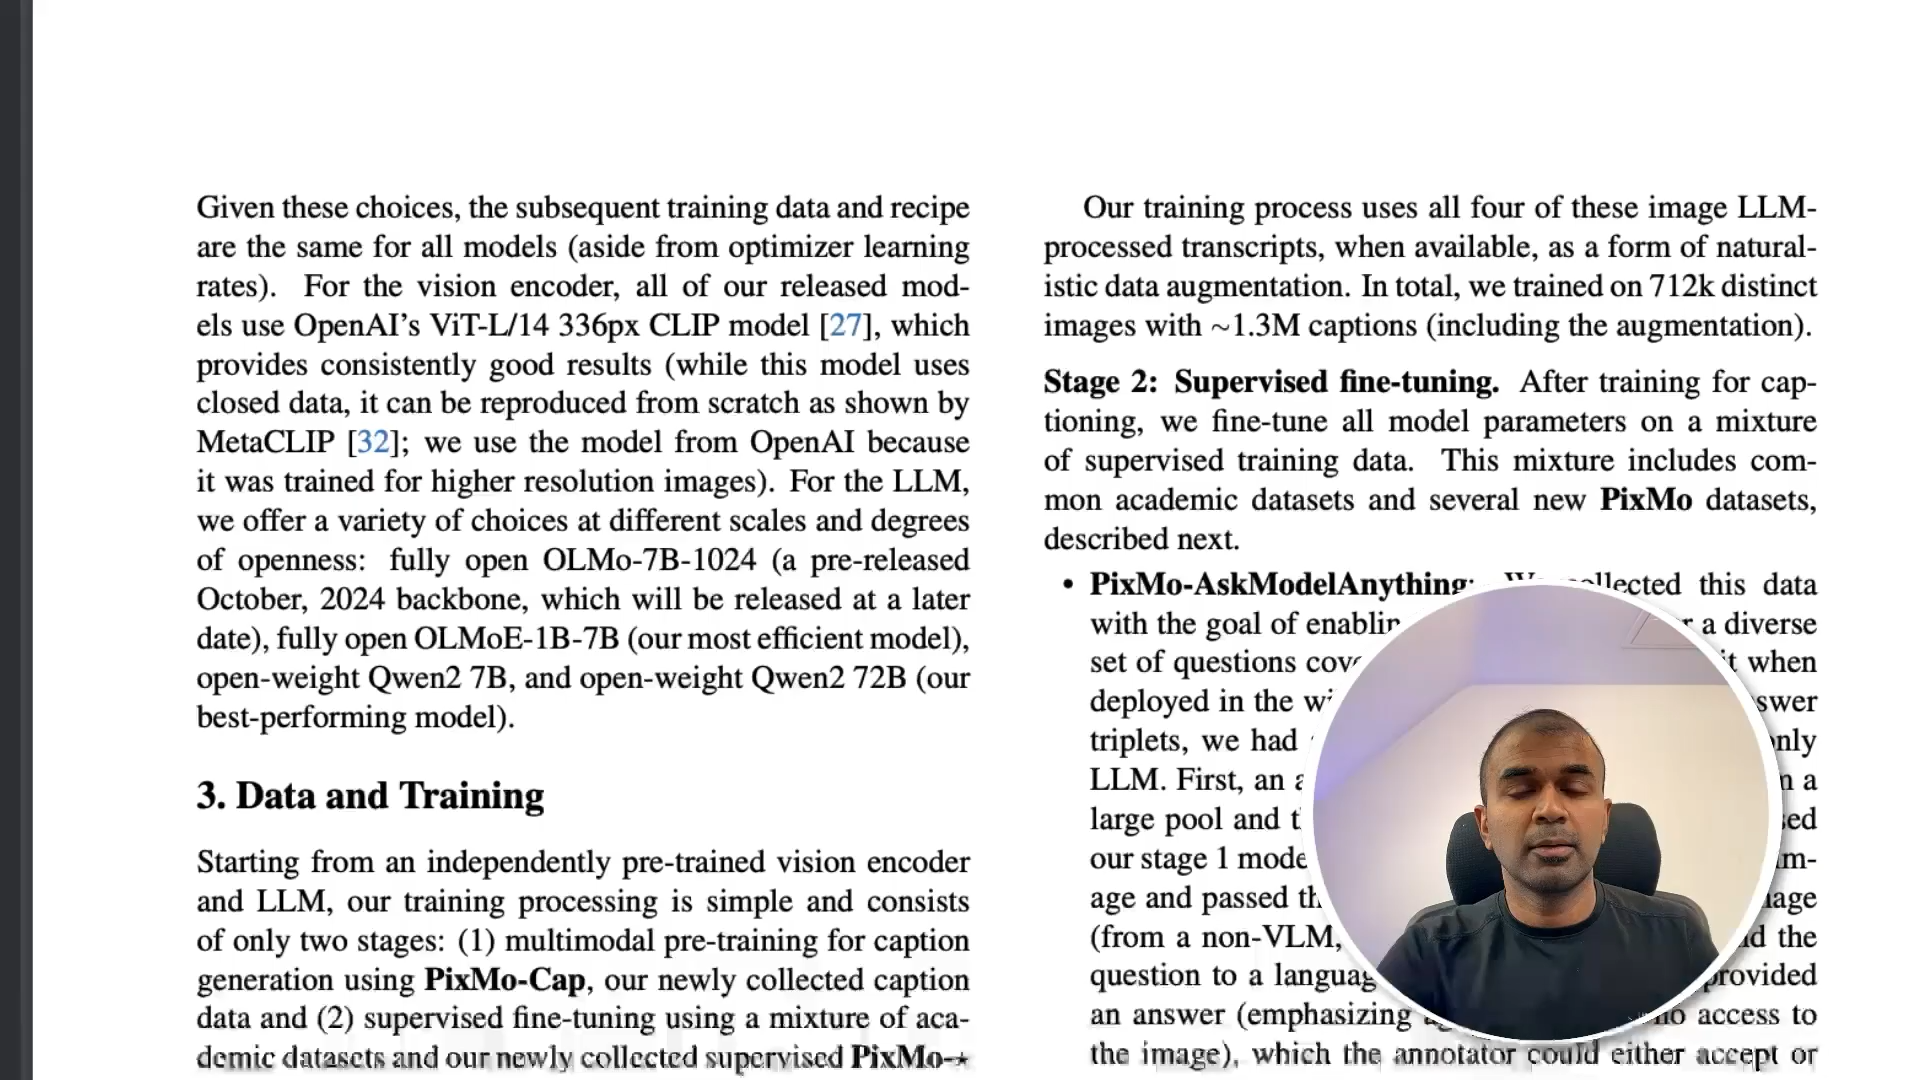 Given these choices, the subsequent training data and recipe
are the same for all models (aside from optimizer learning
rates). For the vision encoder, all of our released mod-
els use OpenAI's ViT-L/14 336px CLIP model [27], which
provides consistently good results (while this model uses
closed data, it can be reproduced from scratch as shown by
MetaCLIP [32]; we use the model from OpenAI because
it was trained for higher resolution images). For the LLM,
we offer a variety of choices at different scales and degrees
of openness: fully open OLMo-7B-1024 (a pre-released
October, 2024 backbone, which will be released at a later
date), fully open OLMoE-1B-7B (our most efficient model),
open-weight Qwen2 7B, and open-weight Qwen2 72B (our
best-performing model).
3. Data and Training
Starting from an independently pre-trained vision encoder
and LLM, our training processing is simple and consists
of only two stages: (1) multimodal pre-training for caption
generation using PixMo-Cap, our newly collected caption
data and (2) supervised fine-tuning using a mixture of aca-
demic datasets and our newly collected supervised PixMo-⋆
Our training process uses all four of these image LLM-
processed transcripts, when available, as a form of natural-
istic data augmentation. In total, we trained on 712k distinct
images with ~1.3M captions (including the augmentation).
Stage 2: Supervised fine-tuning. After training for cap-
tioning, we fine-tune all model parameters on a mixture
of supervised training data. This mixture includes com-
mon academic datasets and several new PixMo datasets,
described next.
• PixMo-AskModelAnything: collected this data
with the goal of a diverse
set of questions it when
deployed in the
triplets, we had only
LLM. First, an a
large pool and
our stage 1
age and passed
(from a non-VLM, the
question to a provided
an answer (emphasizing no access to
the image), which the annotator could either accept or